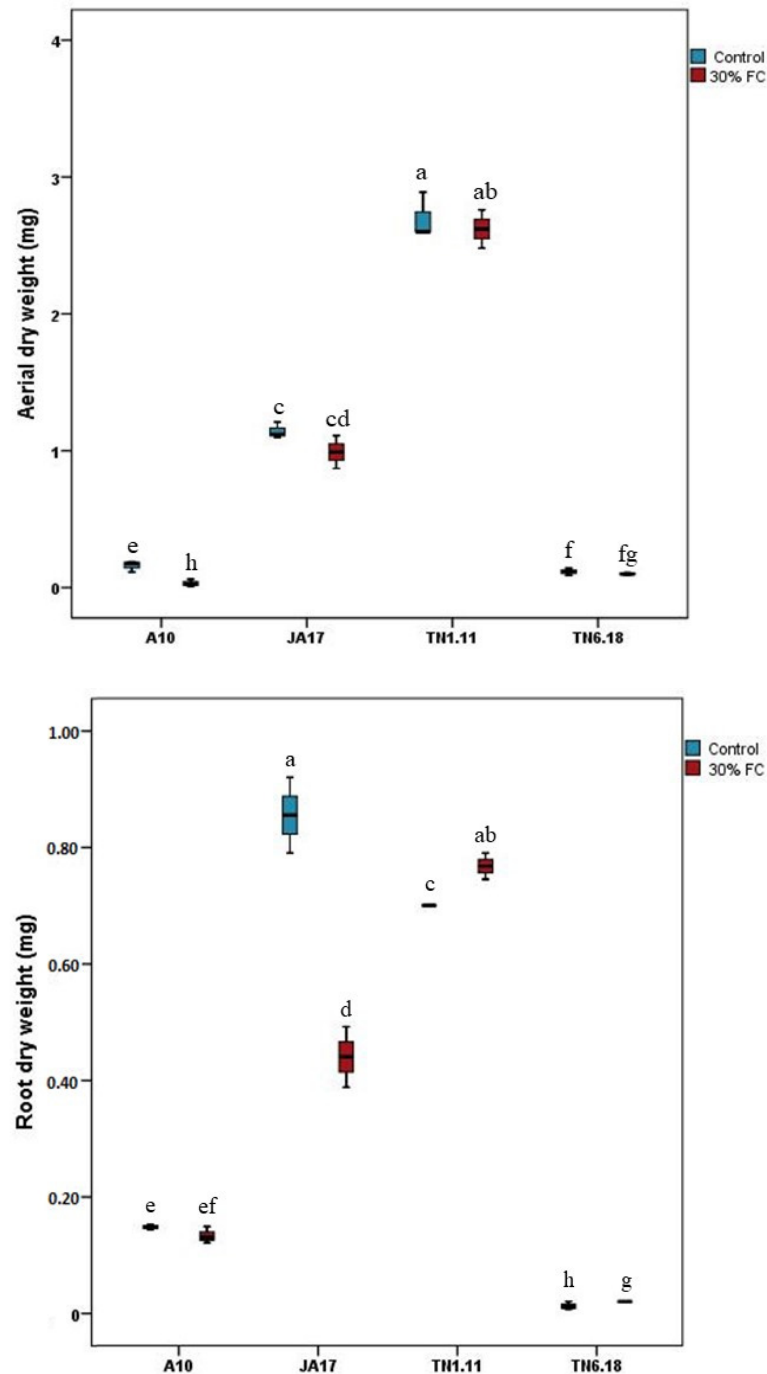 4
Control
30% FC
a
ab
3
Aerial dry weight (mg)
2
c
cd
1
e
h
f
fg
0
A10 JA17 TN1.11 TN6.18
1.00
Control
30% FC
a
ab
0.80
c
Root dry weight (mg)
0.60
d
0.40
0.20
e
ef
h
g
0
A10 JA17 TN1.11 TN6.18